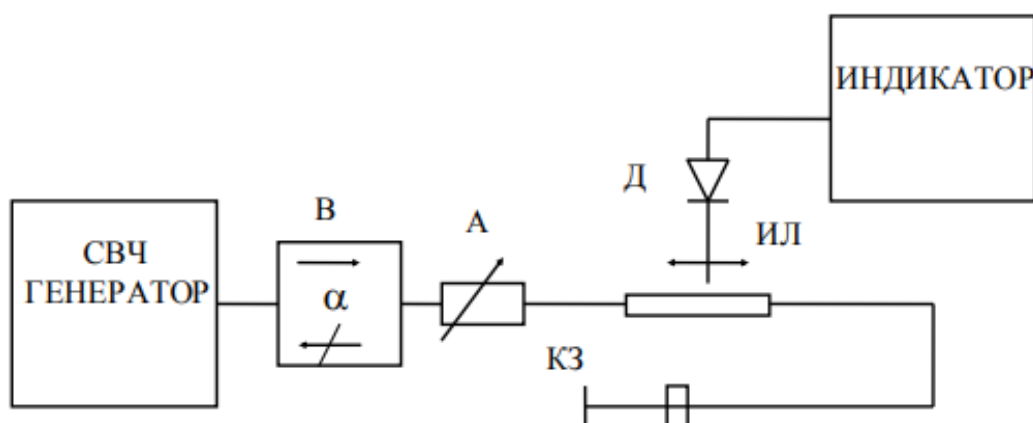 ИНДИКАТОР
Д
В
А
ИЛ
СВЧ
ГЕНЕРАТОР
α
КЗ